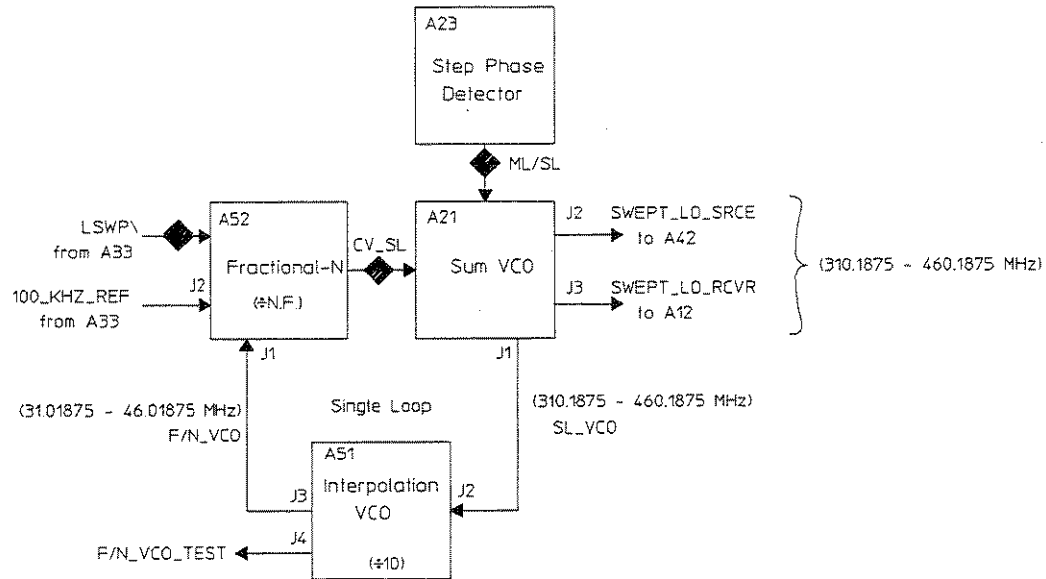 A23
Step Phase
Detector
ML/SL
LSWP\
from A33
A52
Fractional-N
(÷N.F.)
CV_SL
A21
Sum VCO
J2
SWEPT_LO_SRCE
to A42
J3
SWEPT_LO_RCVR
to A12
(310.1875 - 460.1875 MHz)
J2
100_KHZ_REF
from A33
J1
J1
(31.01875 - 46.01875 MHz)
F/N_VCO
Single Loop
(310.1875 - 460.1875 MHz)
SL_VCO
A51
Interpolation
VCO
(÷10)
J3
J2
J4
F/N_VCO_TEST